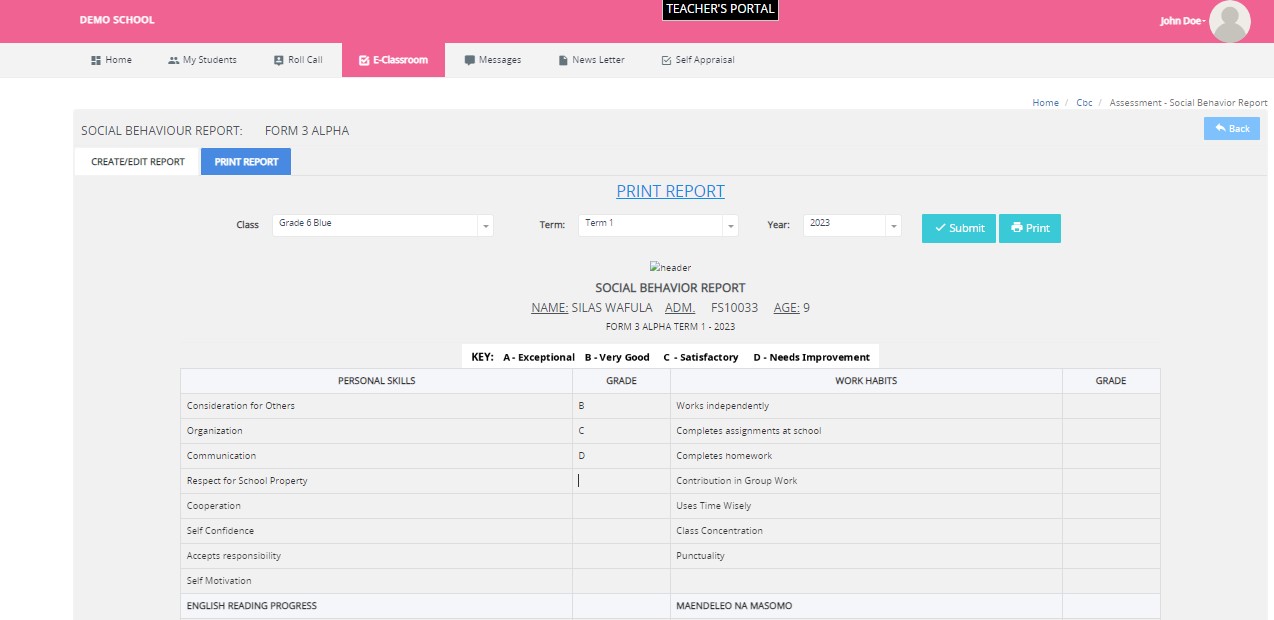 TEACHER'S PORTAL
DEMO SCHOOL
John Doe
Home My Students Roll Call E-Classroom Messages News Letter Self Appraisal
Home / Cbc / Assessment - Social Behavior Report
SOCIAL BEHAVIOUR REPORT: FORM 3 ALPHA
Back
CREATE/EDIT REPORT PRINT REPORT
PRINT REPORT
Class Grade 6 Blue Term: Term 1 Year: 2023 Submit Print
header
SOCIAL BEHAVIOR REPORT
NAME: SILAS WAFULA ADM. FS10033 AGE: 9
FORM 3 ALPHA TERM 1 - 2023
KEY: A - Exceptional B - Very Good C - Satisfactory D - Needs Improvement
PERSONAL SKILLS GRADE WORK HABITS GRADE
Consideration for Others B Works independently
Organization C Completes assignments at school
Communication D Completes homework
Respect for School Property Contribution in Group Work
Cooperation Uses Time Wisely
Self Confidence Class Concentration
Accepts responsibility Punctuality
Self Motivation
ENGLISH READING PROGRESS MAENDELEO NA MASOMO